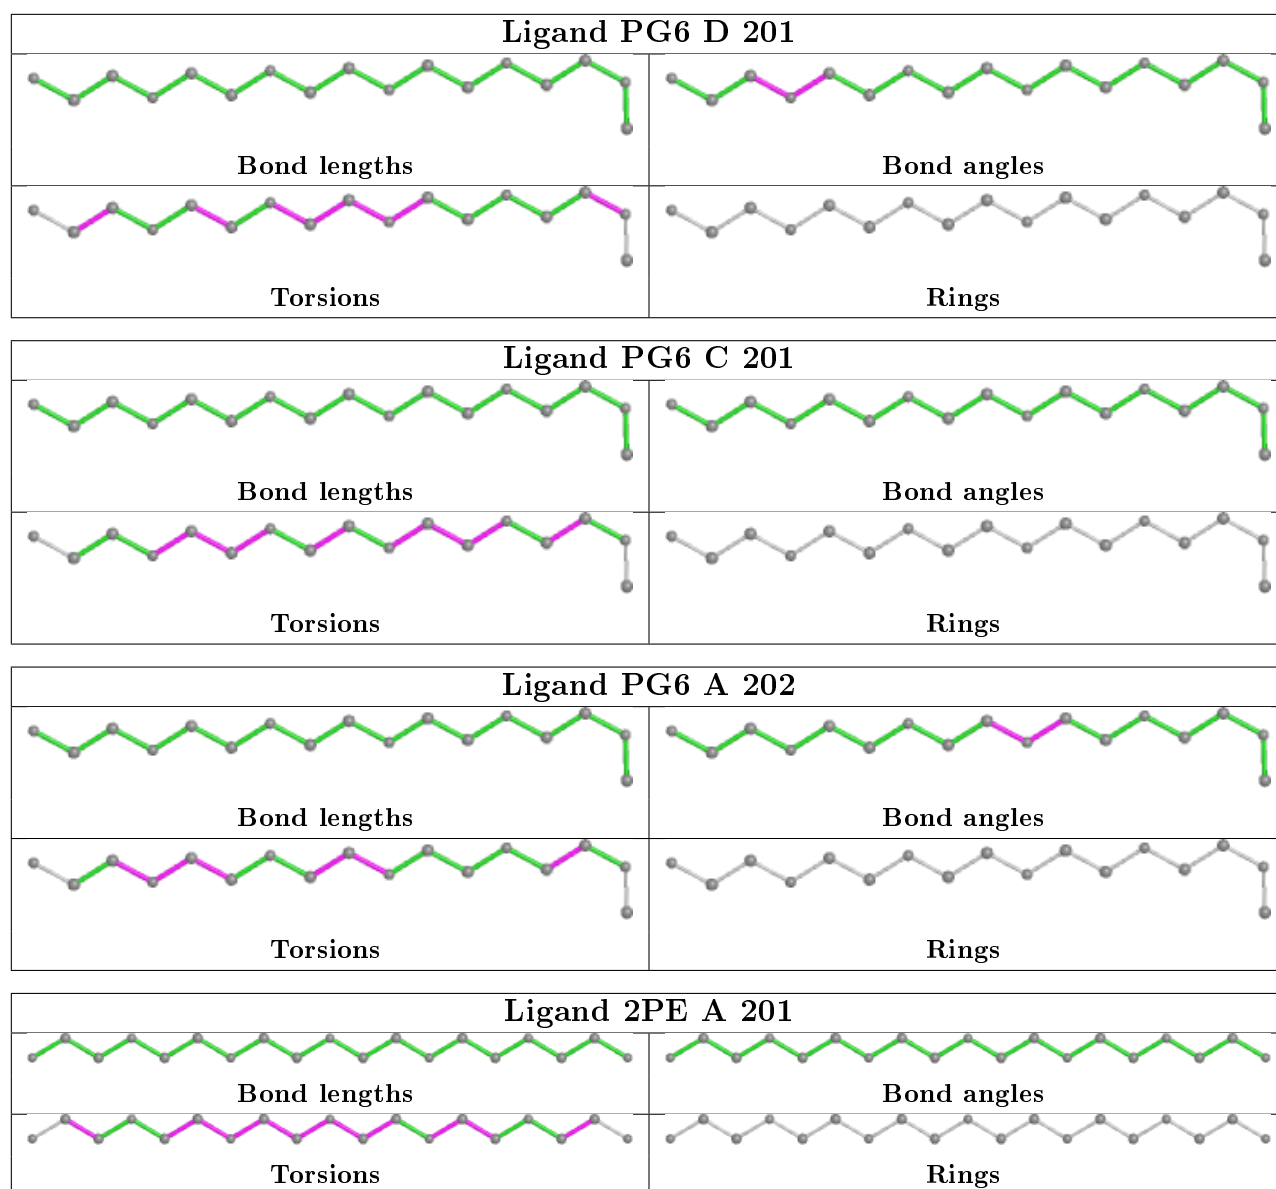 Ligand PG6 D 201
Bond lengths Bond angles
Torsions Rings
Ligand PG6 C 201
Bond lengths Bond angles
Torsions Rings
Ligand PG6 A 202
Bond lengths Bond angles
Torsions Rings
Ligand 2PE A 201
Bond lengths Bond angles
Torsions Rings